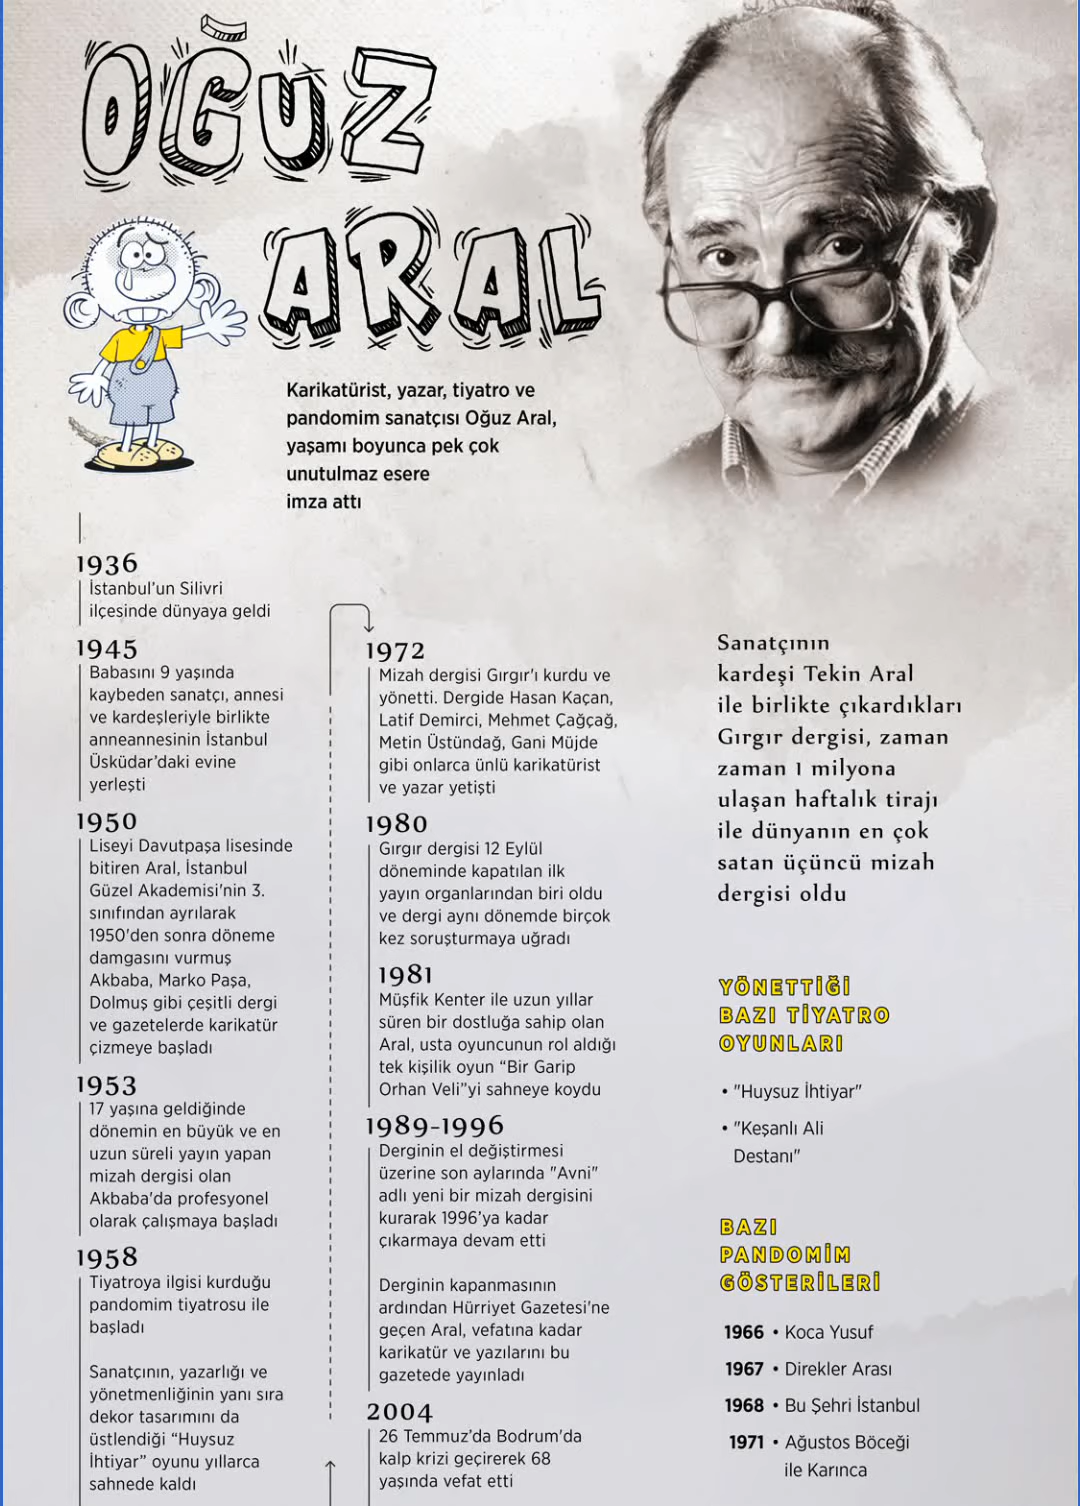 OĞUZ
ARAL
Karikatürist, yazar, tiyatro ve
pandomim sanatçısı Oğuz Aral,
yaşamı boyunca pek çok
unutulmaz esere
imza attı
1936
İstanbul'un Silivri
ilçesinde dünyaya geldi
1945
Babasını 9 yaşında
kaybeden sanatçı, annesi
ve kardeşleriyle birlikte
anneannesinin İstanbul
Üsküdar'daki evine
yerleşti
1950
Liseyi Davutpaşa lisesinde
bitiren Aral, İstanbul
Güzel Akademisi'nin 3.
sınıfından ayrılarak
1950'den sonra döneme
damgasını vurmuş
Akbaba, Marko Paşa,
Dolmuş gibi çeşitli dergi
ve gazetelerde karikatür
çizmeye başladı
1953
17 yaşına geldiğinde
dönemin en büyük ve en
uzun süreli yayın yapan
mizah dergisi olan
Akbaba'da profesyonel
olarak çalışmaya başladı
1958
Tiyatroya ilgisi kurduğu
pandomim tiyatrosu ile
başladı
Sanatçının, yazarlığı ve
yönetmenliğinin yanı sıra
dekor tasarımını da
üstlendiği “Huysuz
İhtiyar” oyunu yıllarca
sahnede kaldı
1972
Mizah dergisi Gırgır'ı kurdu ve
yönetti. Dergide Hasan Kaçan,
Latif Demirci, Mehmet Çağçağ,
Metin Üstündağ, Gani Müjde
gibi onlarca ünlü karikatürist
ve yazar yetişti
1980
Gırgır dergisi 12 Eylül
döneminde kapatılan ilk
yayın organlarından biri oldu
ve dergi aynı dönemde birçok
kez soruşturmaya uğradı
1981
Müşfik Kenter ile uzun yıllar
süren bir dostluğa sahip olan
Aral, usta oyuncunun rol aldığı
tek kişilik oyun “Bir Garip
Orhan Veli”yi sahneye koydu
1989-1996
Derginin el değiştirmesi
üzerine son aylarında "Avni"
adlı yeni bir mizah dergisini
kurarak 1996'ya kadar
çıkarmaya devam etti
Derginin kapanmasının
ardından Hürriyet Gazetesi'ne
geçen Aral, vefatına kadar
karikatür ve yazılarını bu
gazetede yayınladı
2004
26 Temmuz'da Bodrum'da
kalp krizi geçirerek 68
yaşında vefat etti
Sanatçının
kardeşi Tekin Aral
ile birlikte çıkardıkları
Gırgır dergisi, zaman
zaman 1 milyona
ulaşan haftalık tirajı
ile dünyanın en çok
satan üçüncü mizah
dergisi oldu
YÖNETTİĞİ
BAZI TİYATRO
OYUNLARI
• "Huysuz İhtiyar"
• "Keşanlı Ali
Destanı"
BAZI
PANDOMİM
GÖSTERİLERİ
1966 • Koca Yusuf
1967 • Direkler Arası
1968 • Bu Şehri İstanbul
1971 • Ağustos Böceği
ile Karınca